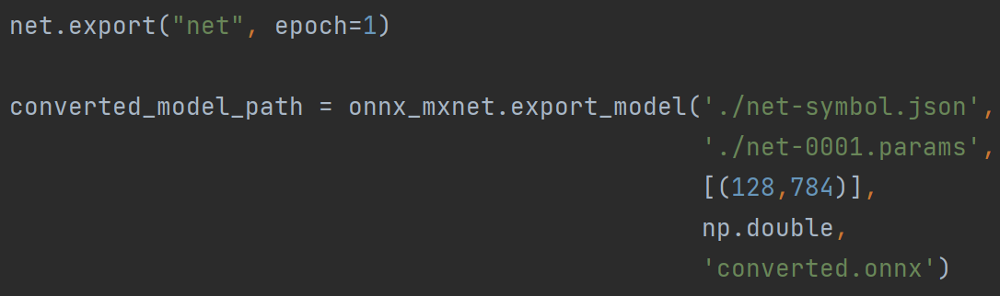 net.export("net", epoch=1)
converted_model_path = onnx_mxnet.export_model('./net-symbol.json',
'./net-0001.params',
[(128,784)],
np.double,
'converted.onnx')